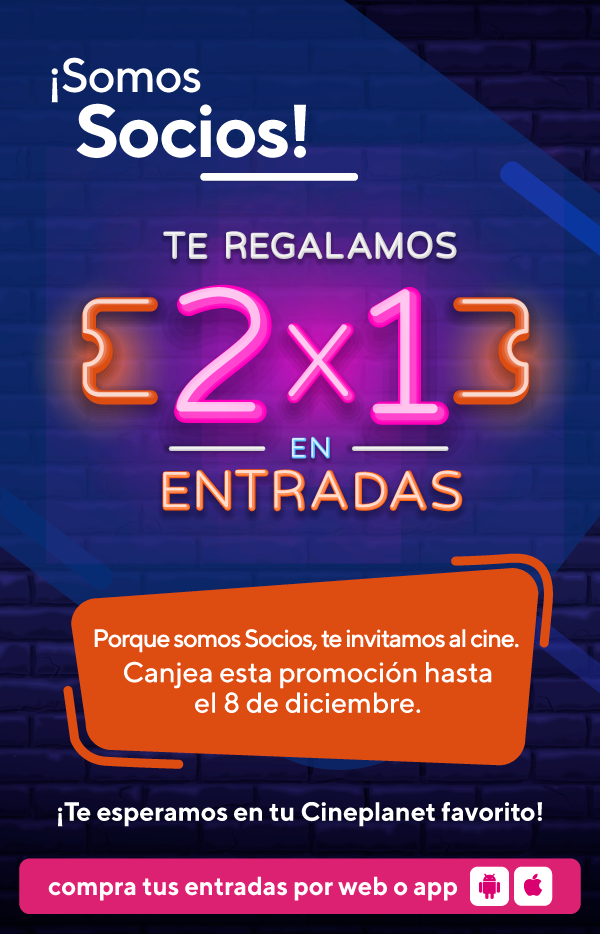 ¡Somos
Socios!
TE REGALAMOS
2x1
EN
ENTRADAS
Porque somos Socios, te invitamos al cine.
Canjea esta promoción hasta
el 8 de diciembre.
¡Te esperamos en tu Cineplanet favorito!
compra tus entradas por web o app